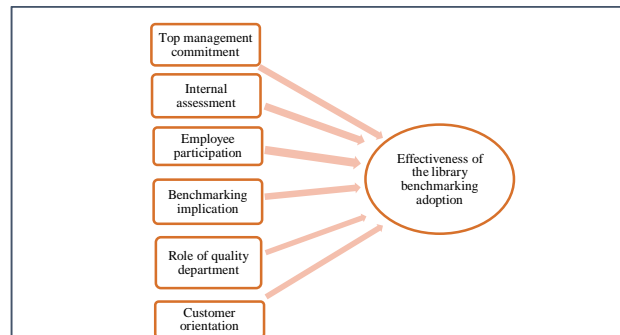 Top management
commitment
Internal
assessment
Employee
participation
Benchmarking
implication
Role of quality
department
Customer
orientation
Effectiveness of
the library
benchmarking
adoption